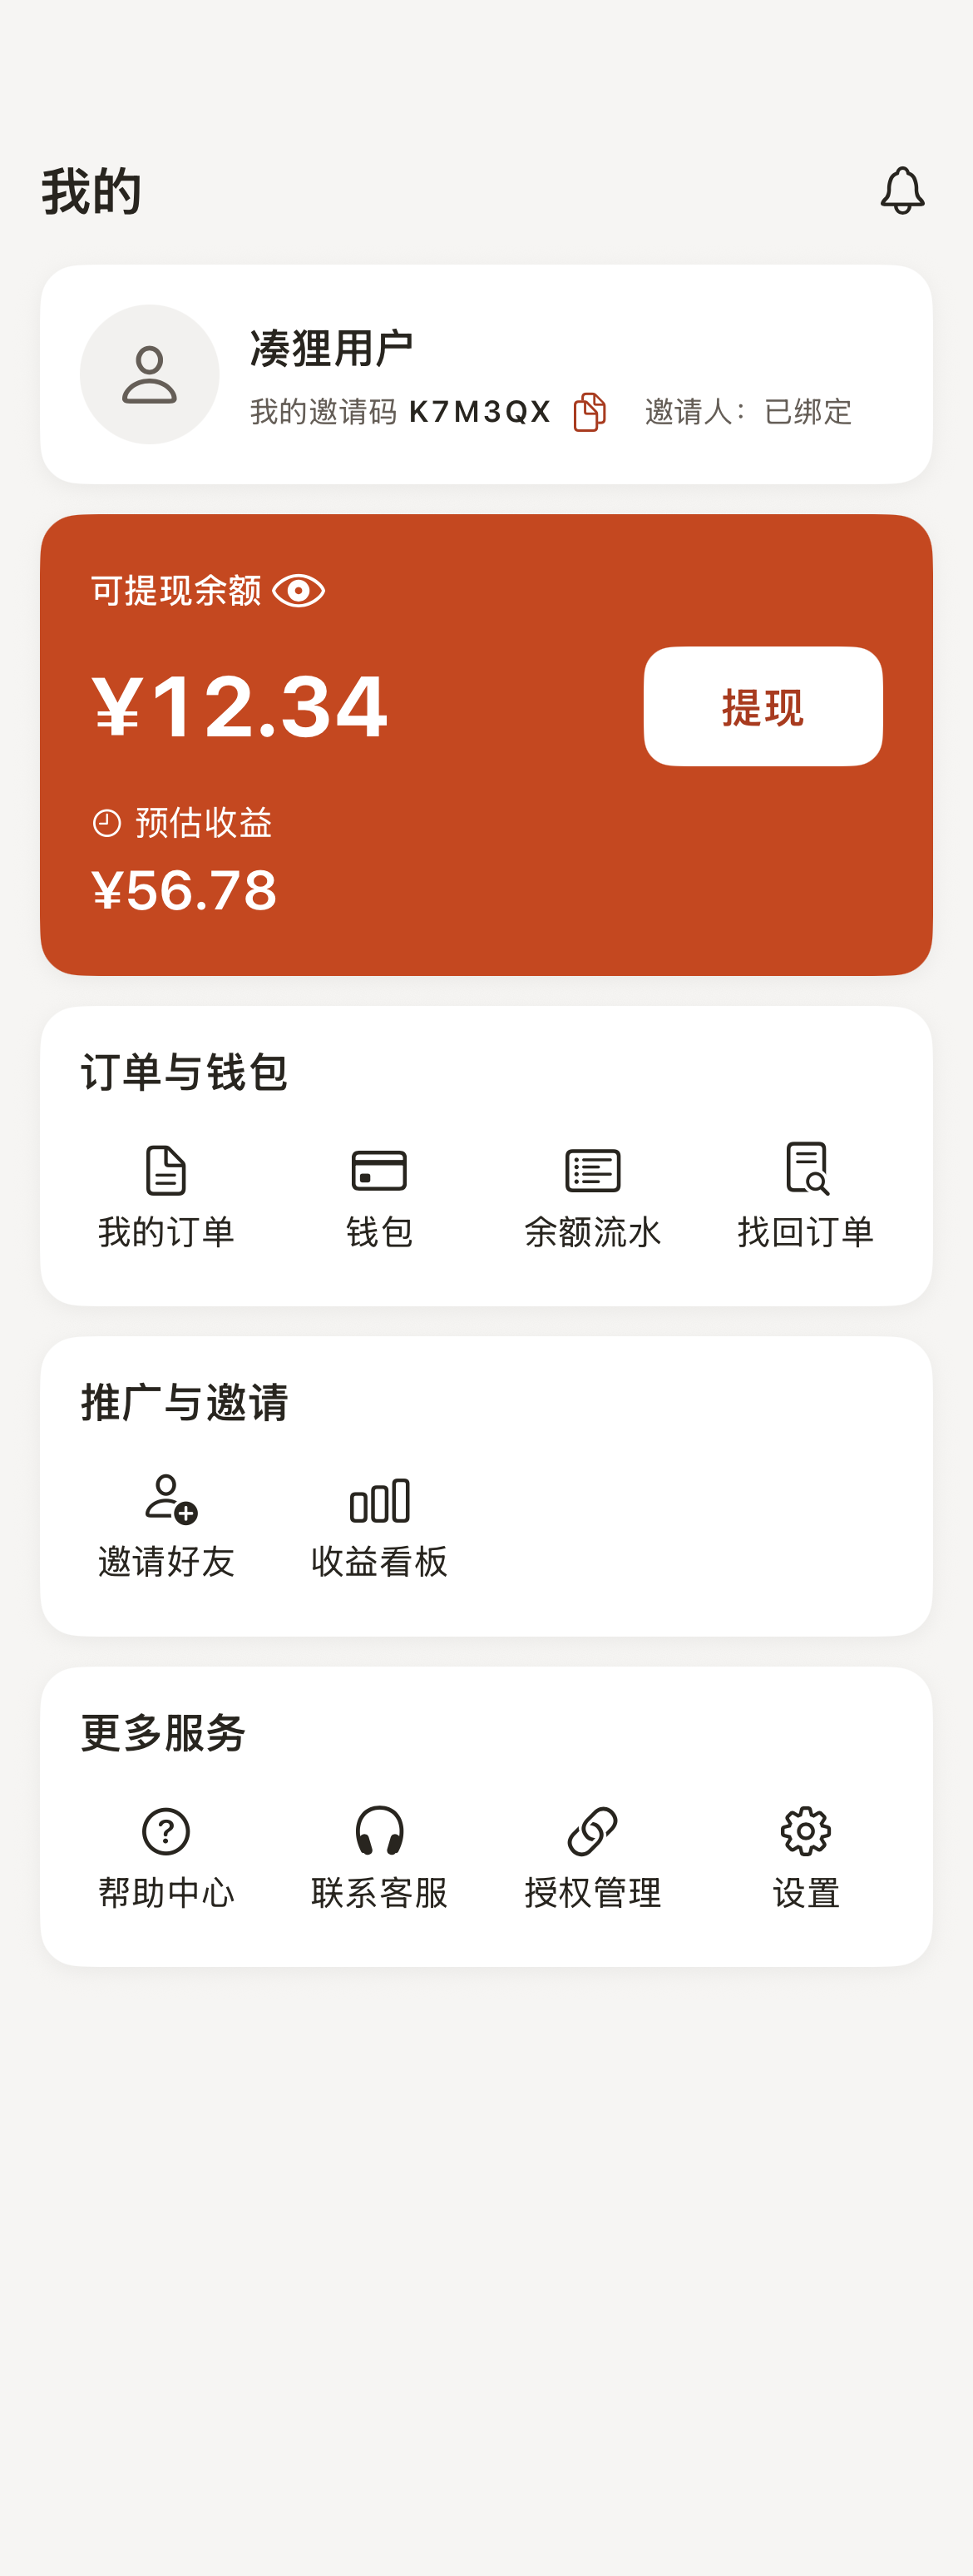 我的
凑狸用户
我的邀请码 K7M3QX 邀请人：已绑定
可提现余额
¥12.34
提现
预估收益
¥56.78
订单与钱包
我的订单 钱包 余额流水 找回订单
推广与邀请
邀请好友 收益看板
更多服务
帮助中心 联系客服 授权管理 设置